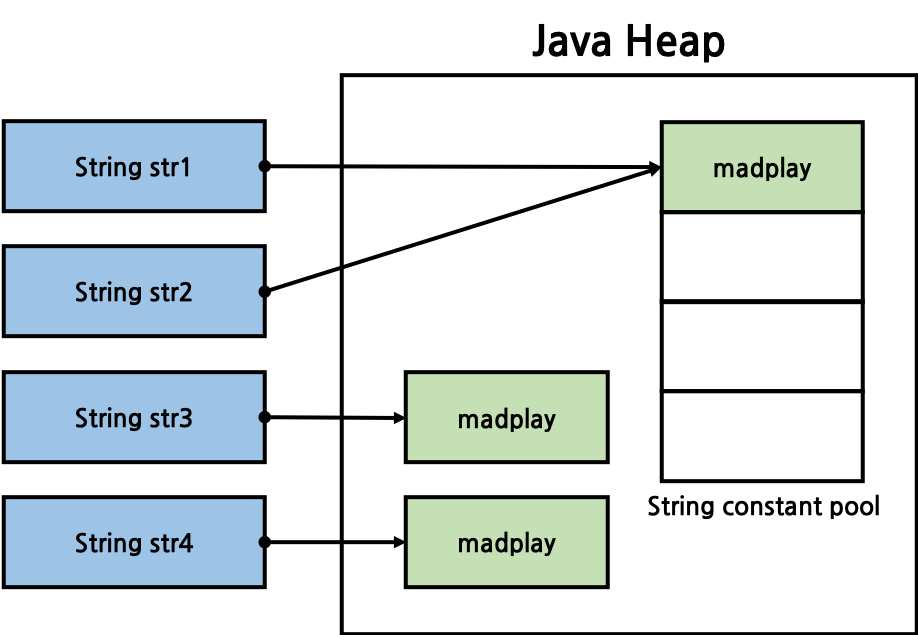 Java Heap
String str1
madplay
String str2
String str3
madplay
String constant pool
String str4
madplay